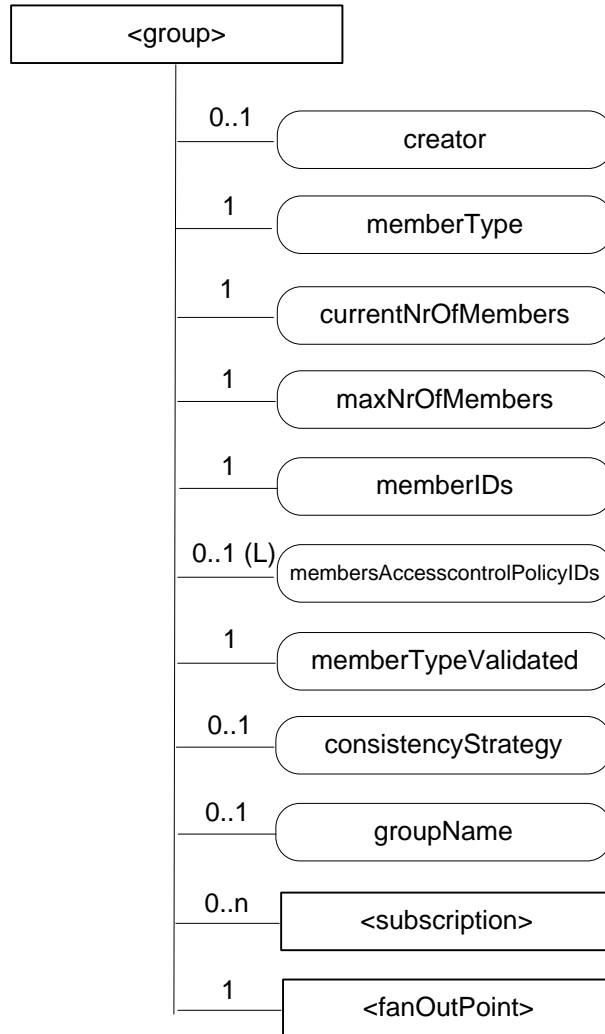 <group>
0..1
creator
1
memberType
1
currentNrOfMembers
1
maxNrOfMembers
1
memberIDs
0..1 (L)
membersAccesscontrolPolicyIDs
1
memberTypeValidated
0..1
consistencyStrategy
0..1
groupName
0..n
<subscription>
1
<fanOutPoint>